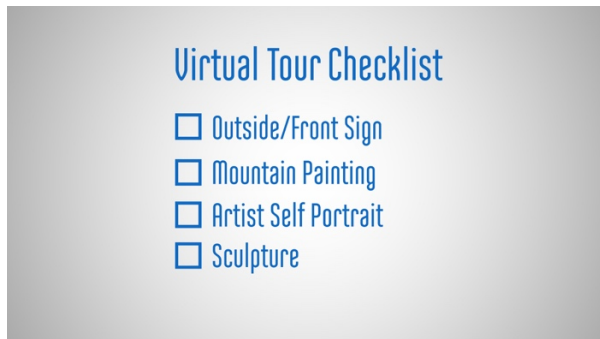 Virtual Tour Checklist
Outside/Front Sign
Mountain Painting
Artist Self Portrait
Sculpture